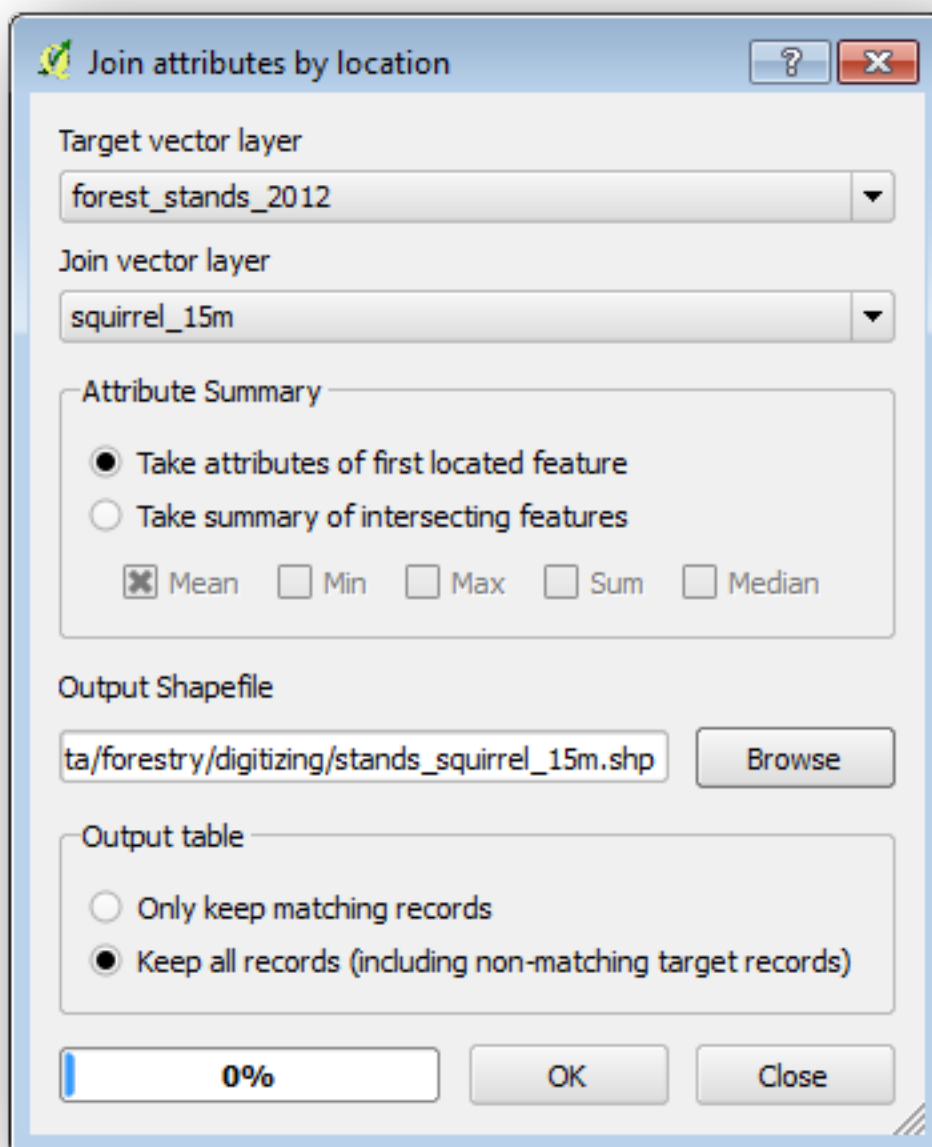 Join attributes by location
?
Target vector layer
forest_stands_2012
Join vector layer
squirrel_15m
Attribute Summary
Take attributes of first located feature
Take summary of intersecting features
Mean Min Max Sum Median
Output Shapefile
ta/forestry/digitizing/stands_squirrel_15m.shp Browse
Output table
Only keep matching records
Keep all records (including non-matching target records)
0% OK Close